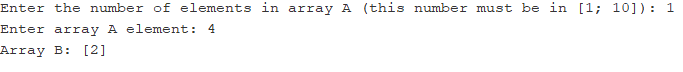 Enter the number of elements in array A (this number must be in [1; 10]): 1
Enter array A element: 4
Array B: [2]